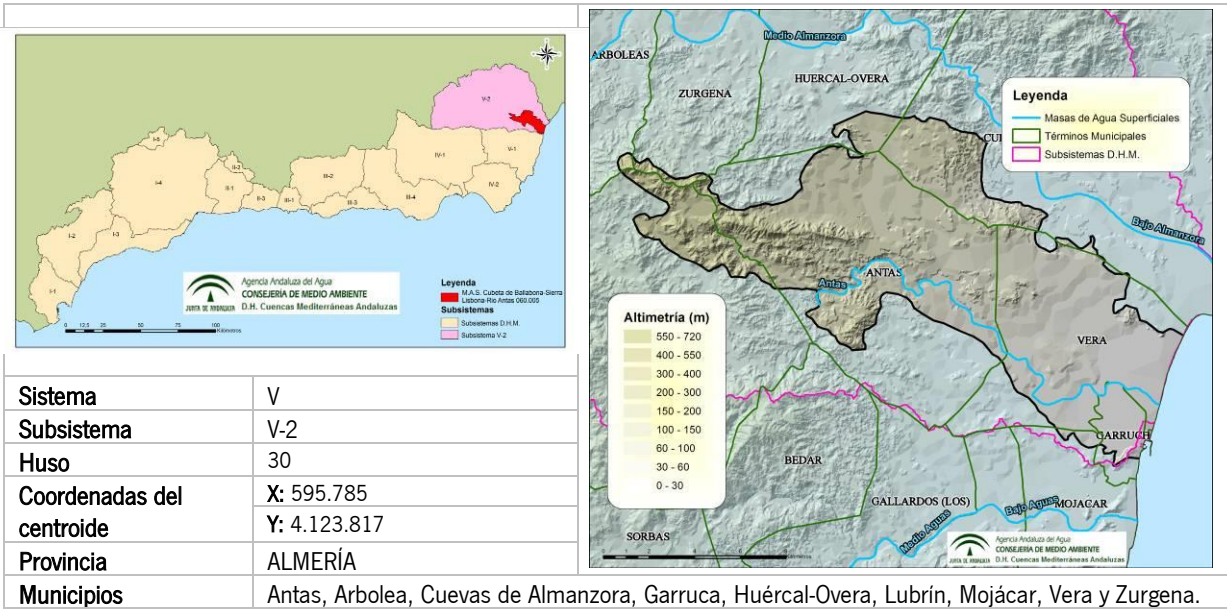 V-2
I-5
I-4
II-2
II-1
II-3
III-1
III-2
III-3
III-4
IV-1
IV-2
V-1
I-2
I-3
I-1
Agencia Andaluza del Agua
CONSEJERÍA DE MEDIO AMBIENTE
JUNTA DE ANDALUCIA
D.H. Cuencas Mediterráneas Andaluzas
Leyenda
M.A.S. Cubeta de Ballabona-Sierra
Lisbona-Río Antas 060.005
Subsistemas
Subsistemas D.H.M.
Subsistema V-2
0 12,5 25 50 75 100
Kilómetros
Medio Almanzora
ARBOLEAS
HUERCAL-OVERA
ZURGENA
Leyenda
Masas de Agua Superficiales
Términos Municipales
Subsistemas D.H.M.
Bajo Almanzora
Antas
ANTAS
VERA
Altimetría (m)
550 - 720
400 - 550
300 - 400
200 - 300
150 - 200
100 - 150
60 - 100
30 - 60
0 - 30
GARRUCH
BEDAR
GALLARDOS (LOS)
MOJACAR
Bajo Aguas
Medio Aguas
SORBAS
Agencia Andaluza del Agua
CONSEJERÍA DE MEDIO AMBIENTE
JUNTA DE ANDALUCIA
D.H. Cuencas Mediterráneas Andaluzas
Sistema V
Subsistema V-2
Huso 30
Coordenadas del centroide X: 595.785
Y: 4.123.817
Provincia ALMERÍA
Municipios Antas, Arbolea, Cuevas de Almanzora, Garruca, Huércal-Overa, Lubrín, Mojácar, Vera y Zurgena.